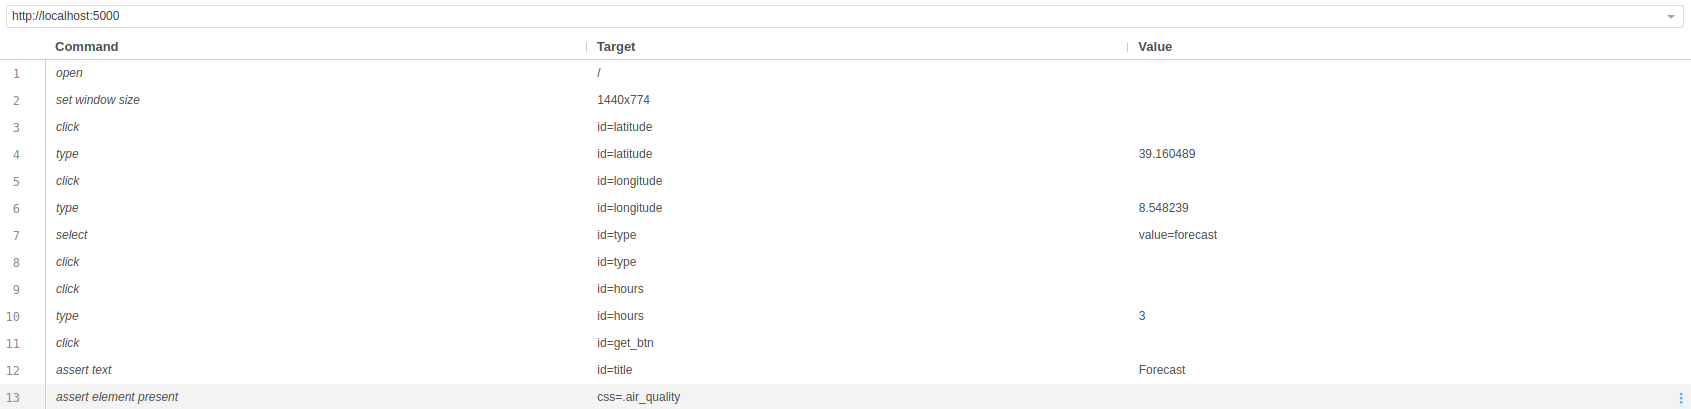 http://localhost:5000
Command Target Value
1 open /
2 set window size 1440x774
3 click id=latitude
4 type id=latitude 39.160489
5 click id=longitude
6 type id=longitude 8.548239
7 select id=type value=forecast
8 click id=type
9 click id=hours
10 type id=hours 3
11 click id=get_btn
12 assert text id=title Forecast
13 assert element present css=.air_quality